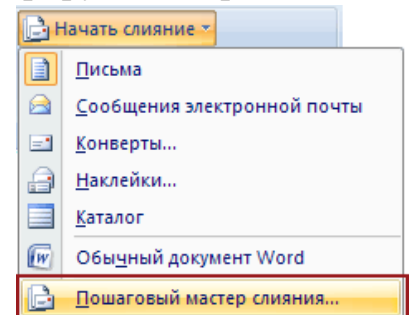 Начать слияние
Письма
Сообщения электронной почты
Конверты...
Наклейки...
Каталог
Обычный документ Word
Пошаговый мастер слияния...